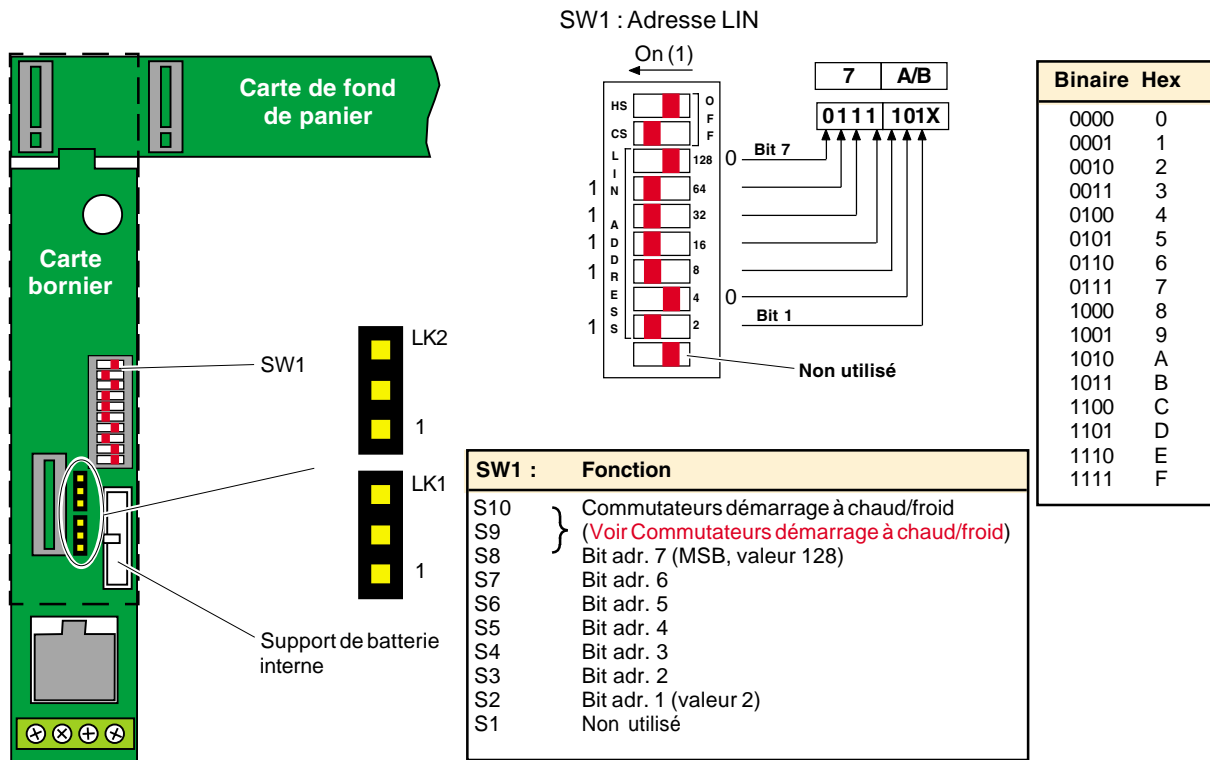 SW1 : Adresse LIN
Carte de fond
de panier
Carte
bornier
SW1
LK2
1
LK1
1
Support de batterie
interne
On (1)
HS
CS
O
F
F
L
I
N
A
D
D
R
E
S
S
128
64
32
16
8
4
2
0
1
1
1
1
0
1
Bit 7
Bit 1
Non utilisé
7 A/B
0111 101X
Binaire Hex
0000 0
0001 1
0010 2
0011 3
0100 4
0101 5
0110 6
0111 7
1000 8
1001 9
1010 A
1011 B
1100 C
1101 D
1110 E
1111 F
SW1 : Fonction
S10 Commutateurs démarrage à chaud/froid
S9 } (Voir Commutateurs démarrage à chaud/froid)
S8 Bit adr. 7 (MSB, valeur 128)
S7 Bit adr. 6
S6 Bit adr. 5
S5 Bit adr. 4
S4 Bit adr. 3
S3 Bit adr. 2
S2 Bit adr. 1 (valeur 2)
S1 Non utilisé